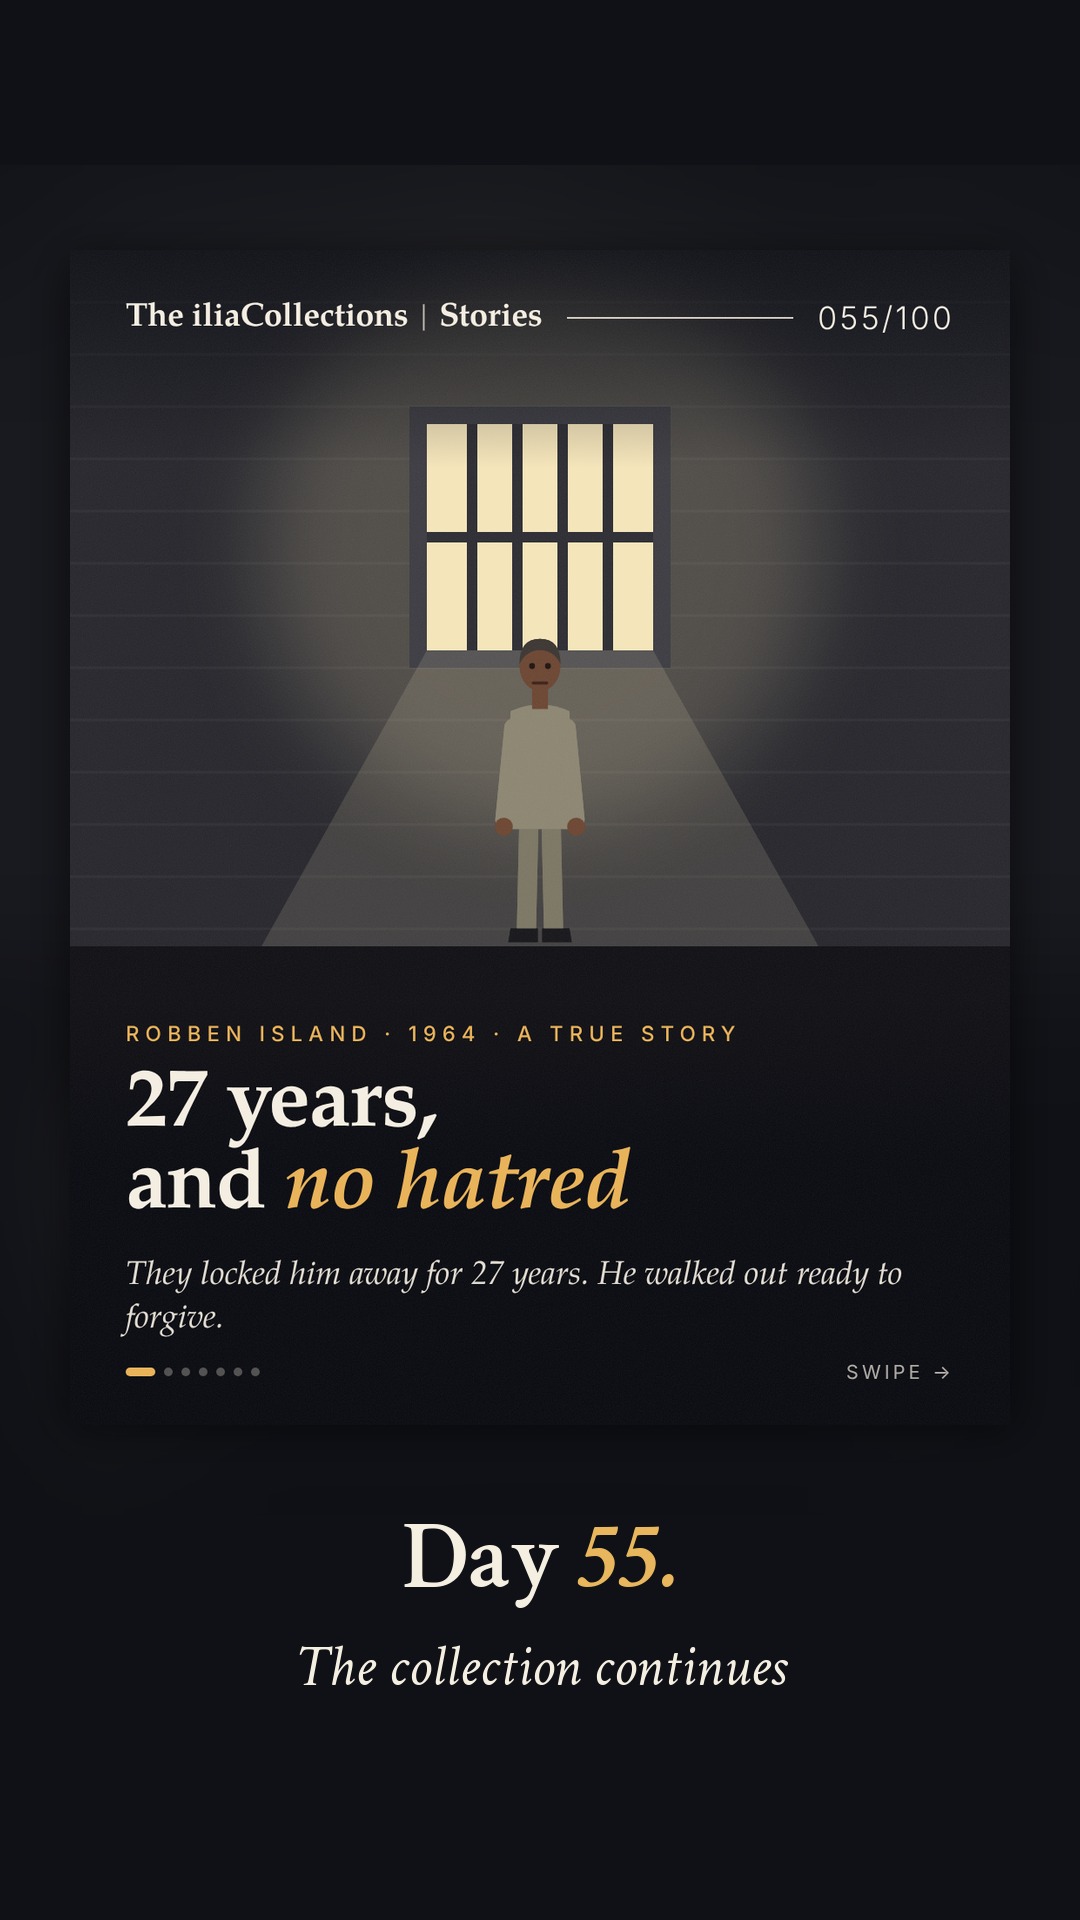 The iliaCollections | Stories 055/100
ROBBEN ISLAND · 1964 · A TRUE STORY
27 years,
and no hatred
They locked him away for 27 years. He walked out ready to
forgive.
SWIPE →
Day 55.
The collection continues